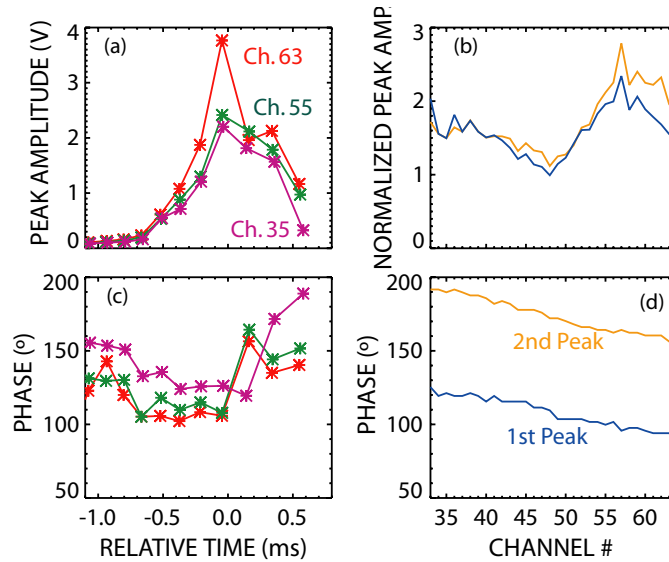 PEAK AMPLITUDE (V)
4
3
2
1
0
(a)
Ch. 63
Ch. 55
Ch. 35
NORMALIZED PEAK AMP.
3
2
1
0
(b)
PHASE (º)
200
150
100
50
(c)
-1.0 -0.5 0.0 0.5
RELATIVE TIME (ms)
PHASE (º)
200
150
100
50
(d)
2nd Peak
1st Peak
35 40 45 50 55 60
CHANNEL #